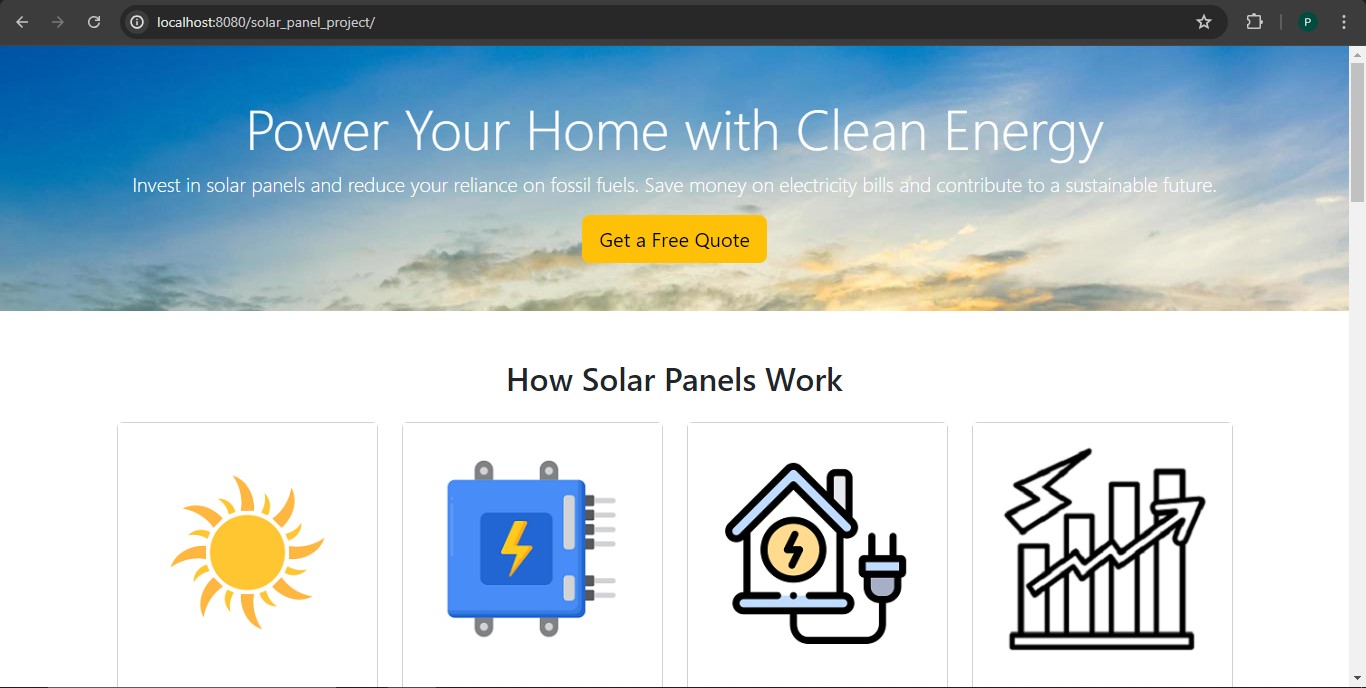 localhost:8080/solar_panel_project/
P
Power Your Home with Clean Energy
Invest in solar panels and reduce your reliance on fossil fuels. Save money on electricity bills and contribute to a sustainable future.
Get a Free Quote
How Solar Panels Work